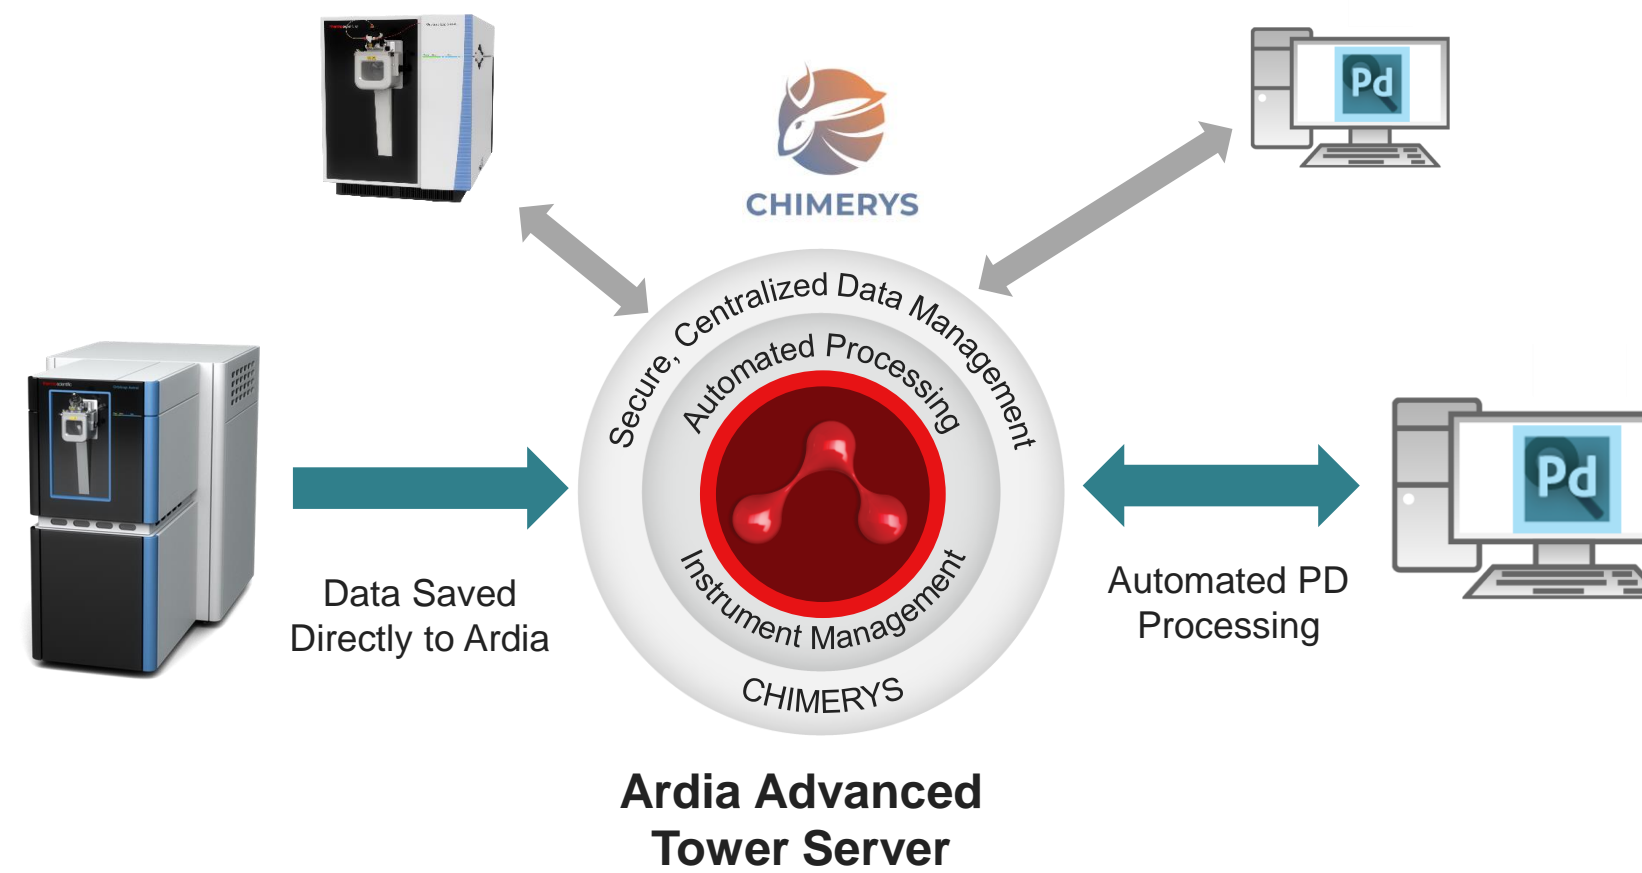 CHIMERYS
Pd
Secure, Centralized Data Management
Automated Processing
scientific
Pd
Instrument Management
CHIMERYS
Data Saved
Directly to Ardia
Automated PD
Processing
Ardia Advanced
Tower Server